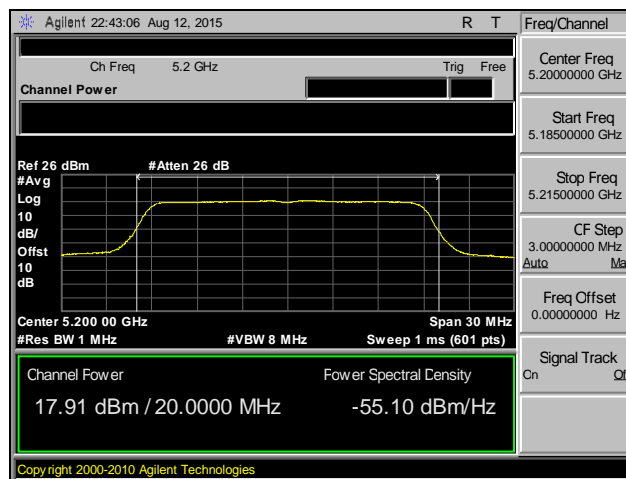 Agilent 22:43:06 Aug 12, 2015 R T
Freq/Channel
Ch Freq 5.2 GHz Trig Free
Channel Power
Center Freq
5.20000000 GHz
Start Freq
5.18500000 GHz
Stop Freq
5.21500000 GHz
CF Step
3.00000000 MHz
Auto Ma
Freq Offset
0.00000000 Hz
Signal Track
On Of
Ref 26 dBm #Atten 26 dB
#Avg
Log
10
dB/
Offst
10
dB
Center 5.200 00 GHz Span 30 MHz
#Res BW 1 MHz #VBW 8 MHz Sweep 1 ms (601 pts)
Channel Power Power Spectral Density
17.91 dBm / 20.0000 MHz -55.10 dBm/Hz
Copyright 2000-2010 Agilent Technologies